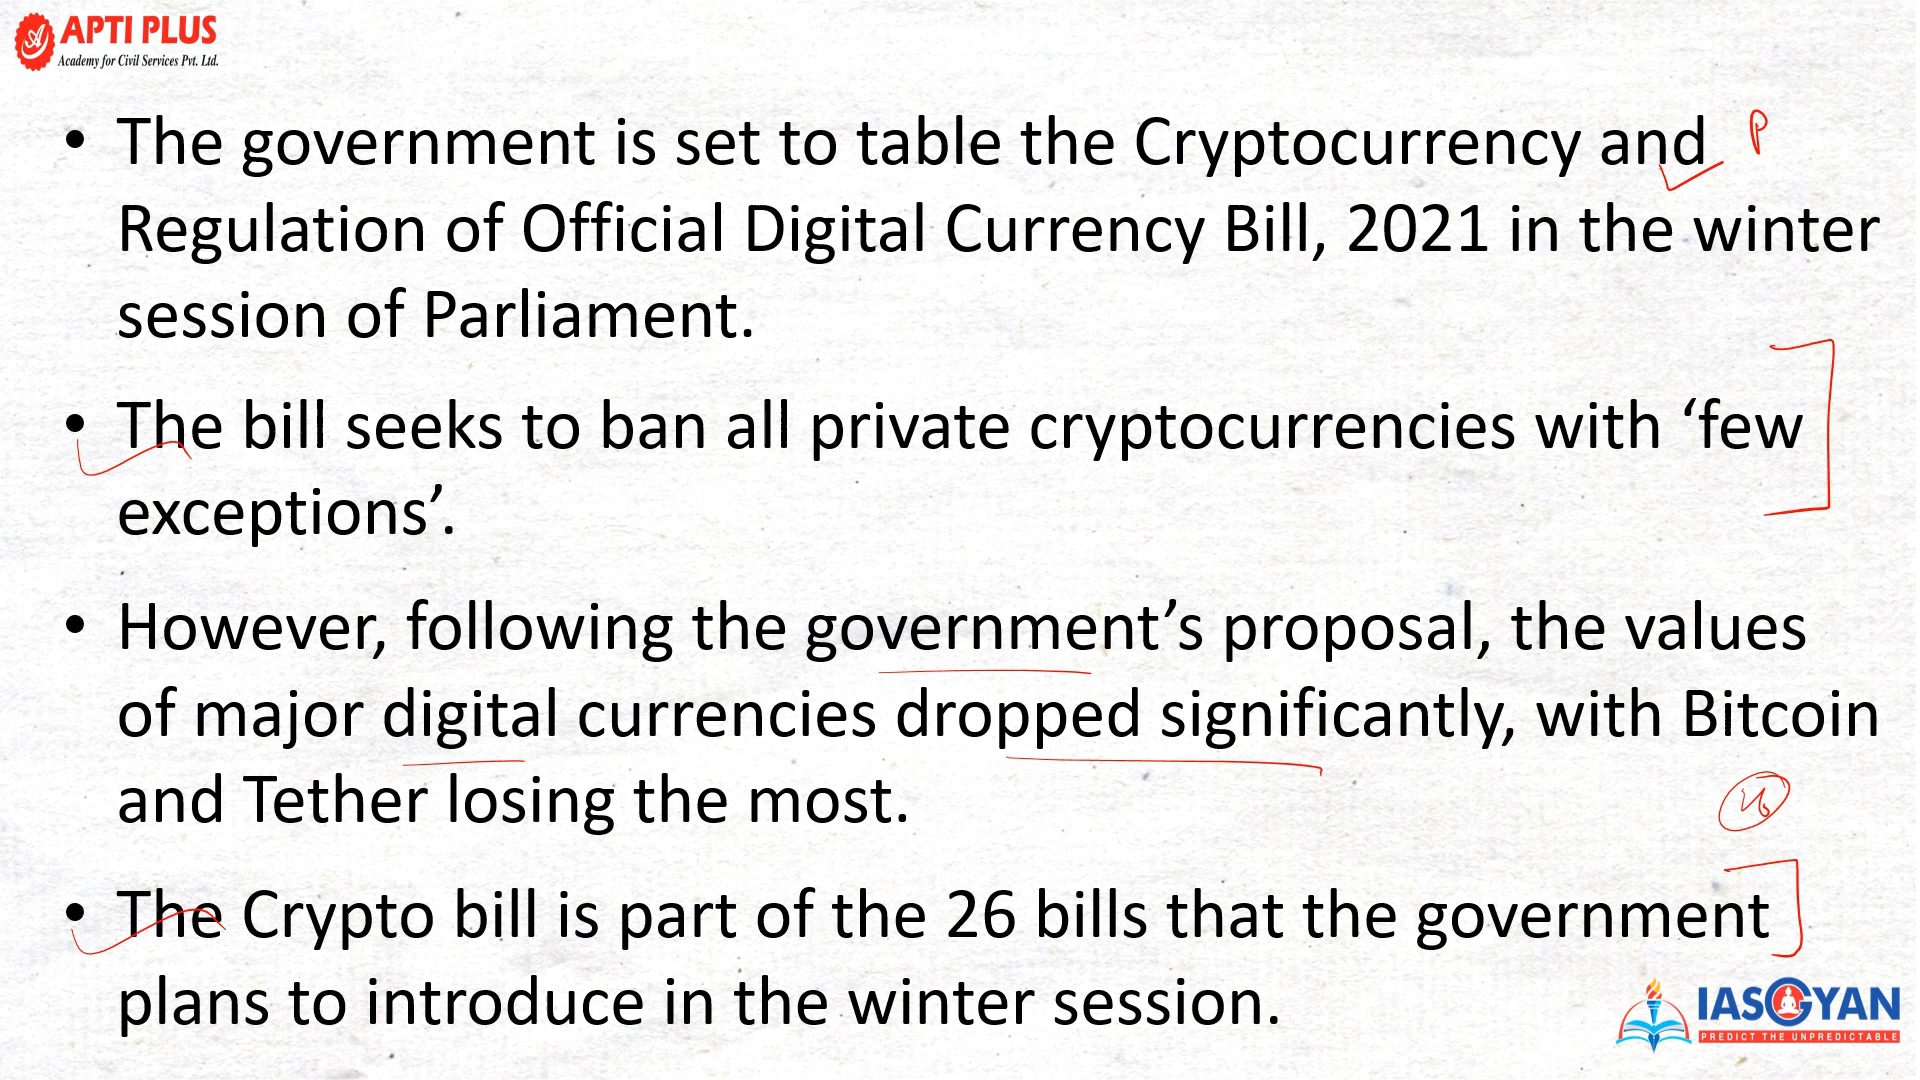 APTI PLUS
Academy for Civil Services Pvt. Ltd.
• The government is set to table the Cryptocurrency and P
Regulation of Official Digital Currency Bill, 2021 in the winter
session of Parliament.
• The bill seeks to ban all private cryptocurrencies with ‘few
exceptions’.
• However, following the government’s proposal, the values
of major digital currencies dropped significantly, with Bitcoin
and Tether losing the most.
• The Crypto bill is part of the 26 bills that the government
plans to introduce in the winter session.
IASGYAN
PREDICT THE UNPREDICTABLE